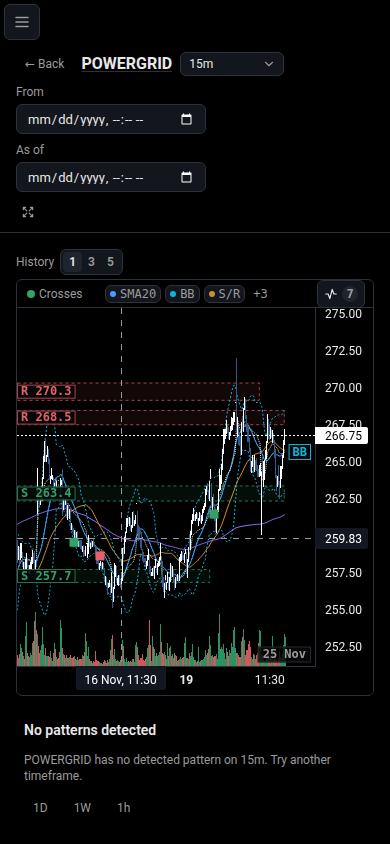 ← Back POWERGRID 15m
From
mm/dd/yyyy, --:-- --
As of
mm/dd/yyyy, --:-- --
History 1 3 5
Crosses SMA20 BB S/R +3 7
275.00
272.50
270.00
R 270.3
R 268.5
267.50
266.75
BB
265.00
S 263.4
262.50
259.83
S 257.7
257.50
255.00
252.50
25 Nov
16 Nov, 11:30 19 11:30
No patterns detected
POWERGRID has no detected pattern on 15m. Try another
timeframe.
1D 1W 1h